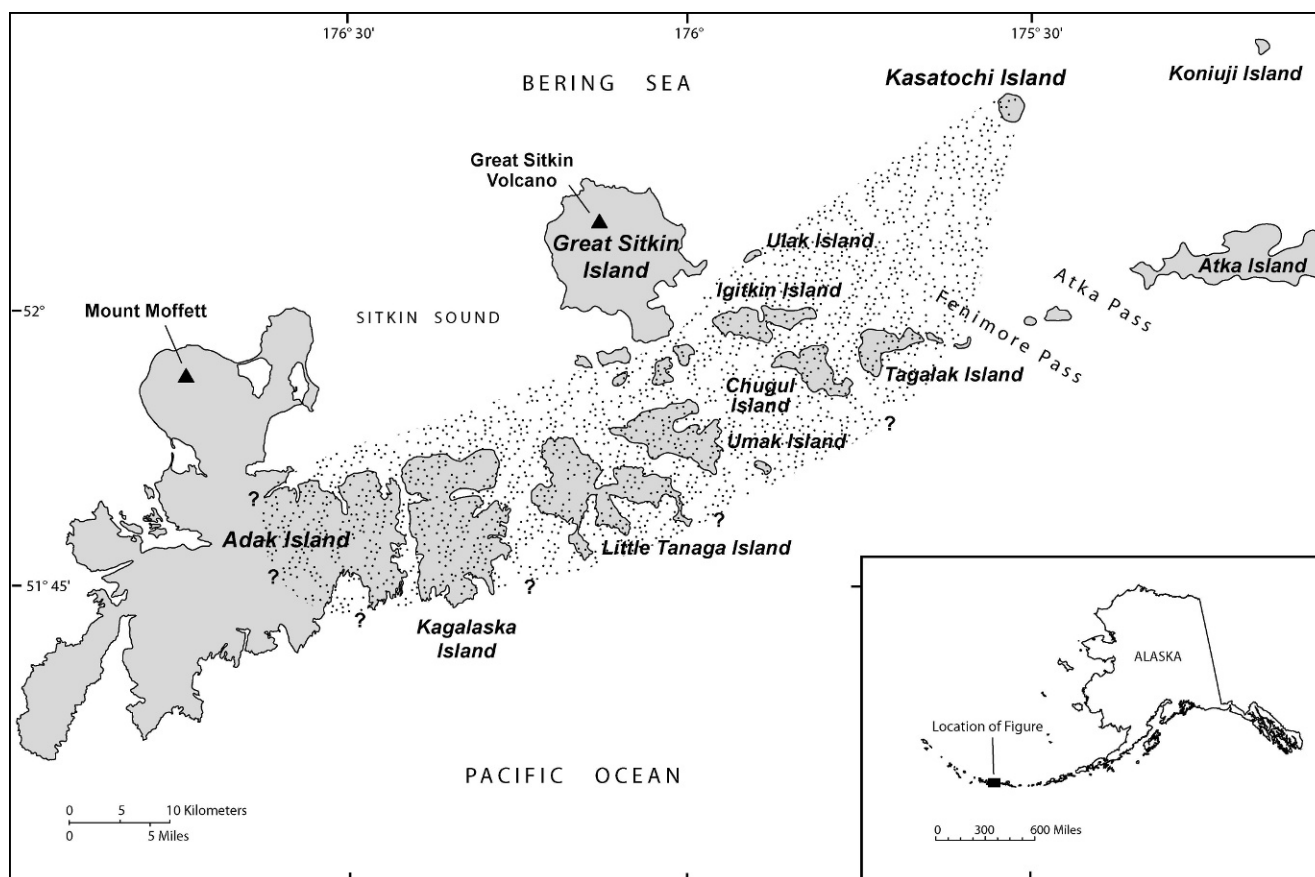 176° 30'
176°
175° 30'
BERING SEA
Kasatochi Island
Koniuji Island
Great Sitkin
Volcano
Great Sitkin
Island
Ulak Island
Atka Island
Igitkin Island
Atka Pass
Fenimore Pass
52°
Mount Moffett
SITKIN SOUND
Tagalak Island
Chugul
Island
?
Umak Island
?
Adak Island
?
Little Tanaga Island
?
51° 45'
?
?
Kagalaska
Island
PACIFIC OCEAN
0 5 10 Kilometers
0 5 Miles
ALASKA
Location of Figure
0 300 600 Miles